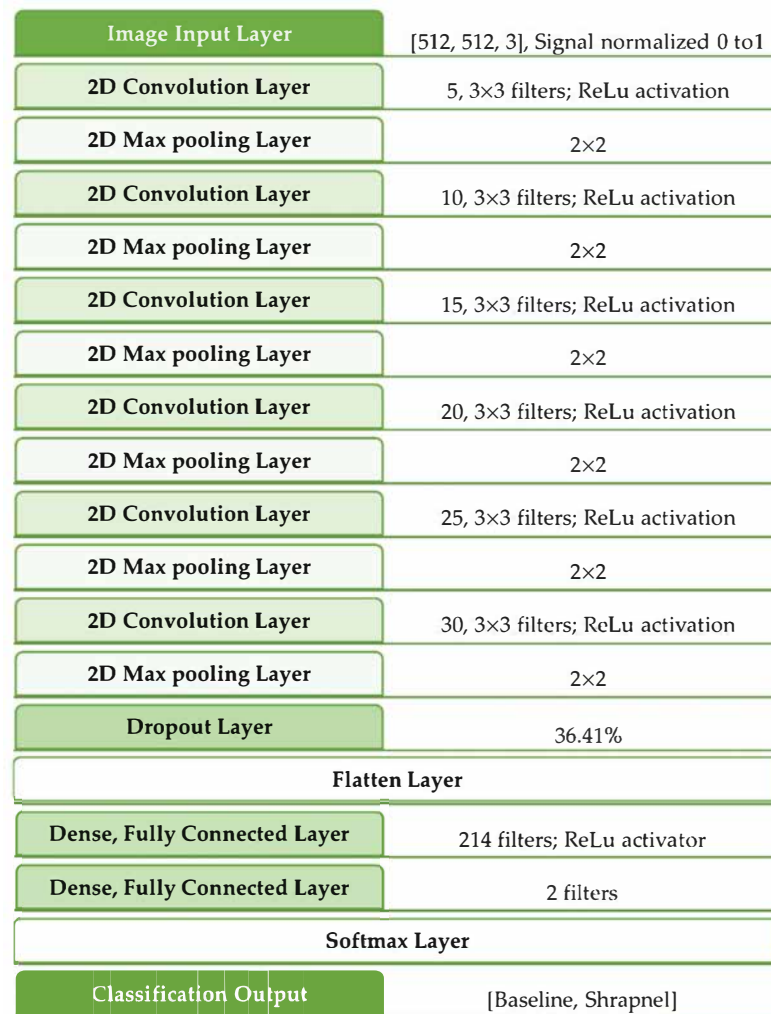 Image Input Layer [512, 512, 3], Signal normalized 0 to1
2D Convolution Layer 5, 3×3 filters; ReLu activation
2D Max pooling Layer 2×2
2D Convolution Layer 10, 3×3 filters; ReLu activation
2D Max pooling Layer 2×2
2D Convolution Layer 15, 3×3 filters; ReLu activation
2D Max pooling Layer 2×2
2D Convolution Layer 20, 3×3 filters; ReLu activation
2D Max pooling Layer 2×2
2D Convolution Layer 25, 3×3 filters; ReLu activation
2D Max pooling Layer 2×2
2D Convolution Layer 30, 3×3 filters; ReLu activation
2D Max pooling Layer 2×2
Dropout Layer 36.41%
Flatten Layer
Dense, Fully Connected Layer 214 filters; ReLu activator
Dense, Fully Connected Layer 2 filters
Softmax Layer
Classification Output [Baseline, Shrapnel]